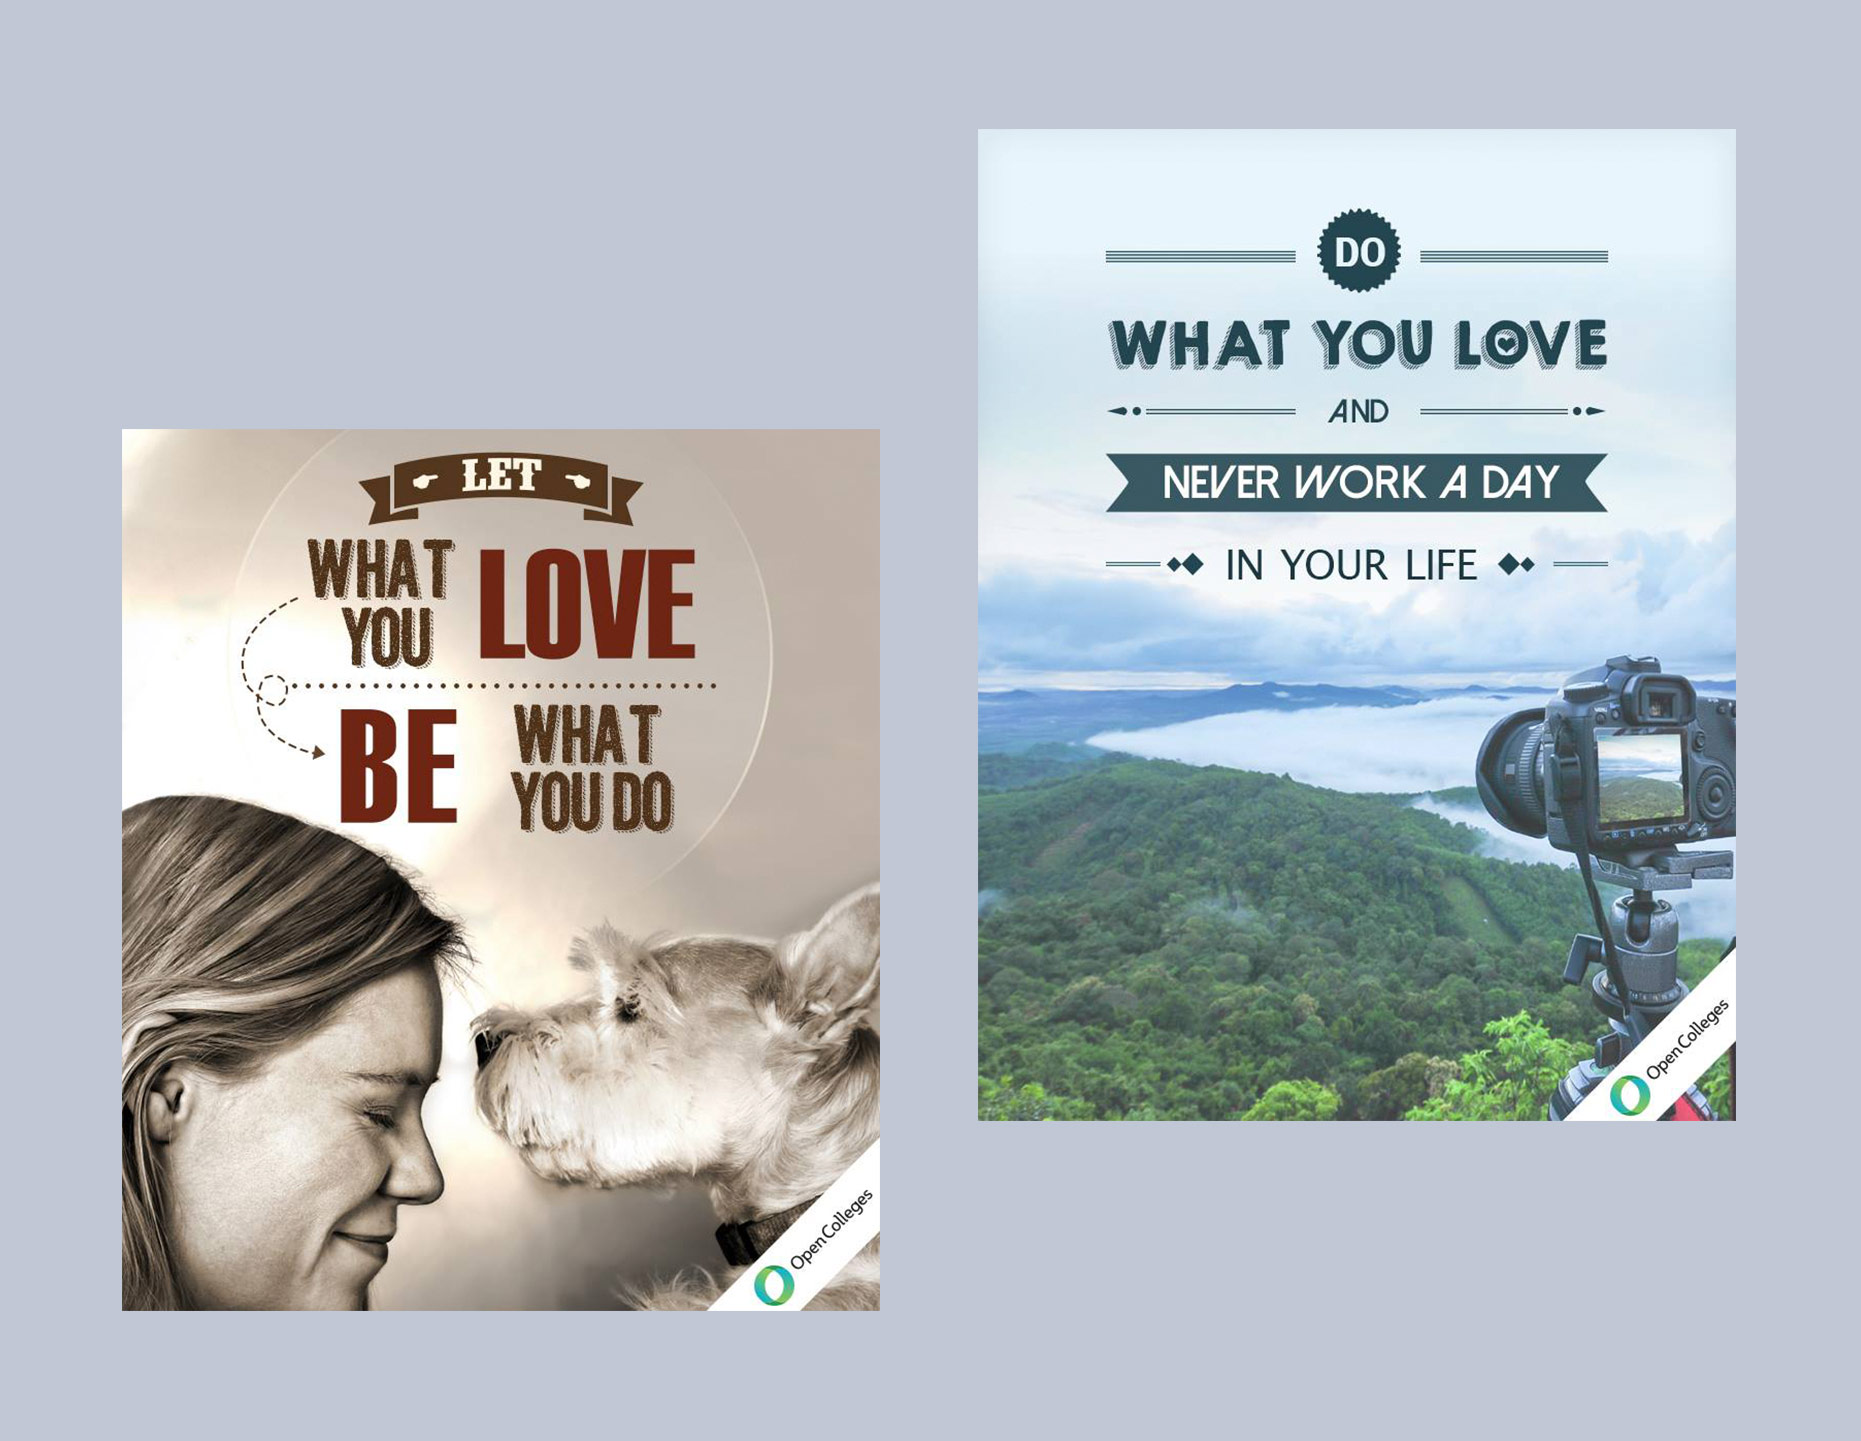 LET
WHAT YOU LOVE
BE WHAT YOU DO
OpenColleges
DO
WHAT YOU LOVE
AND
NEVER WORK A DAY
IN YOUR LIFE
OpenColleges